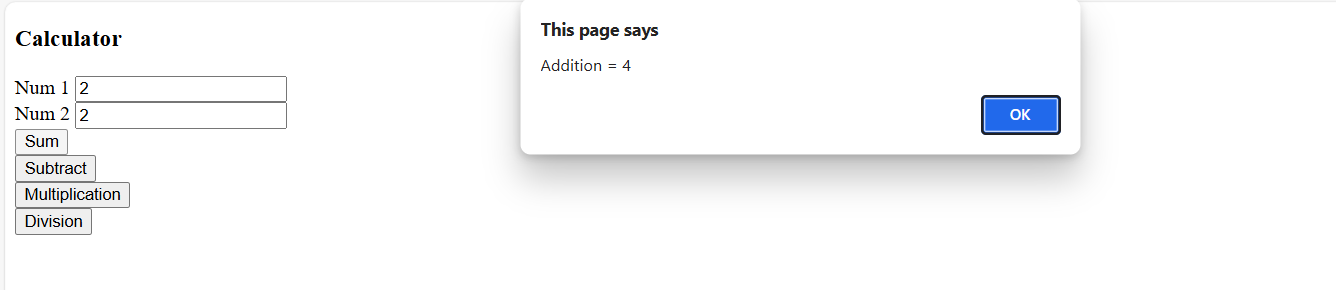 Calculator
Num 1 2
Num 2 2
Sum
Subtract
Multiplication
Division
This page says
Addition = 4
OK